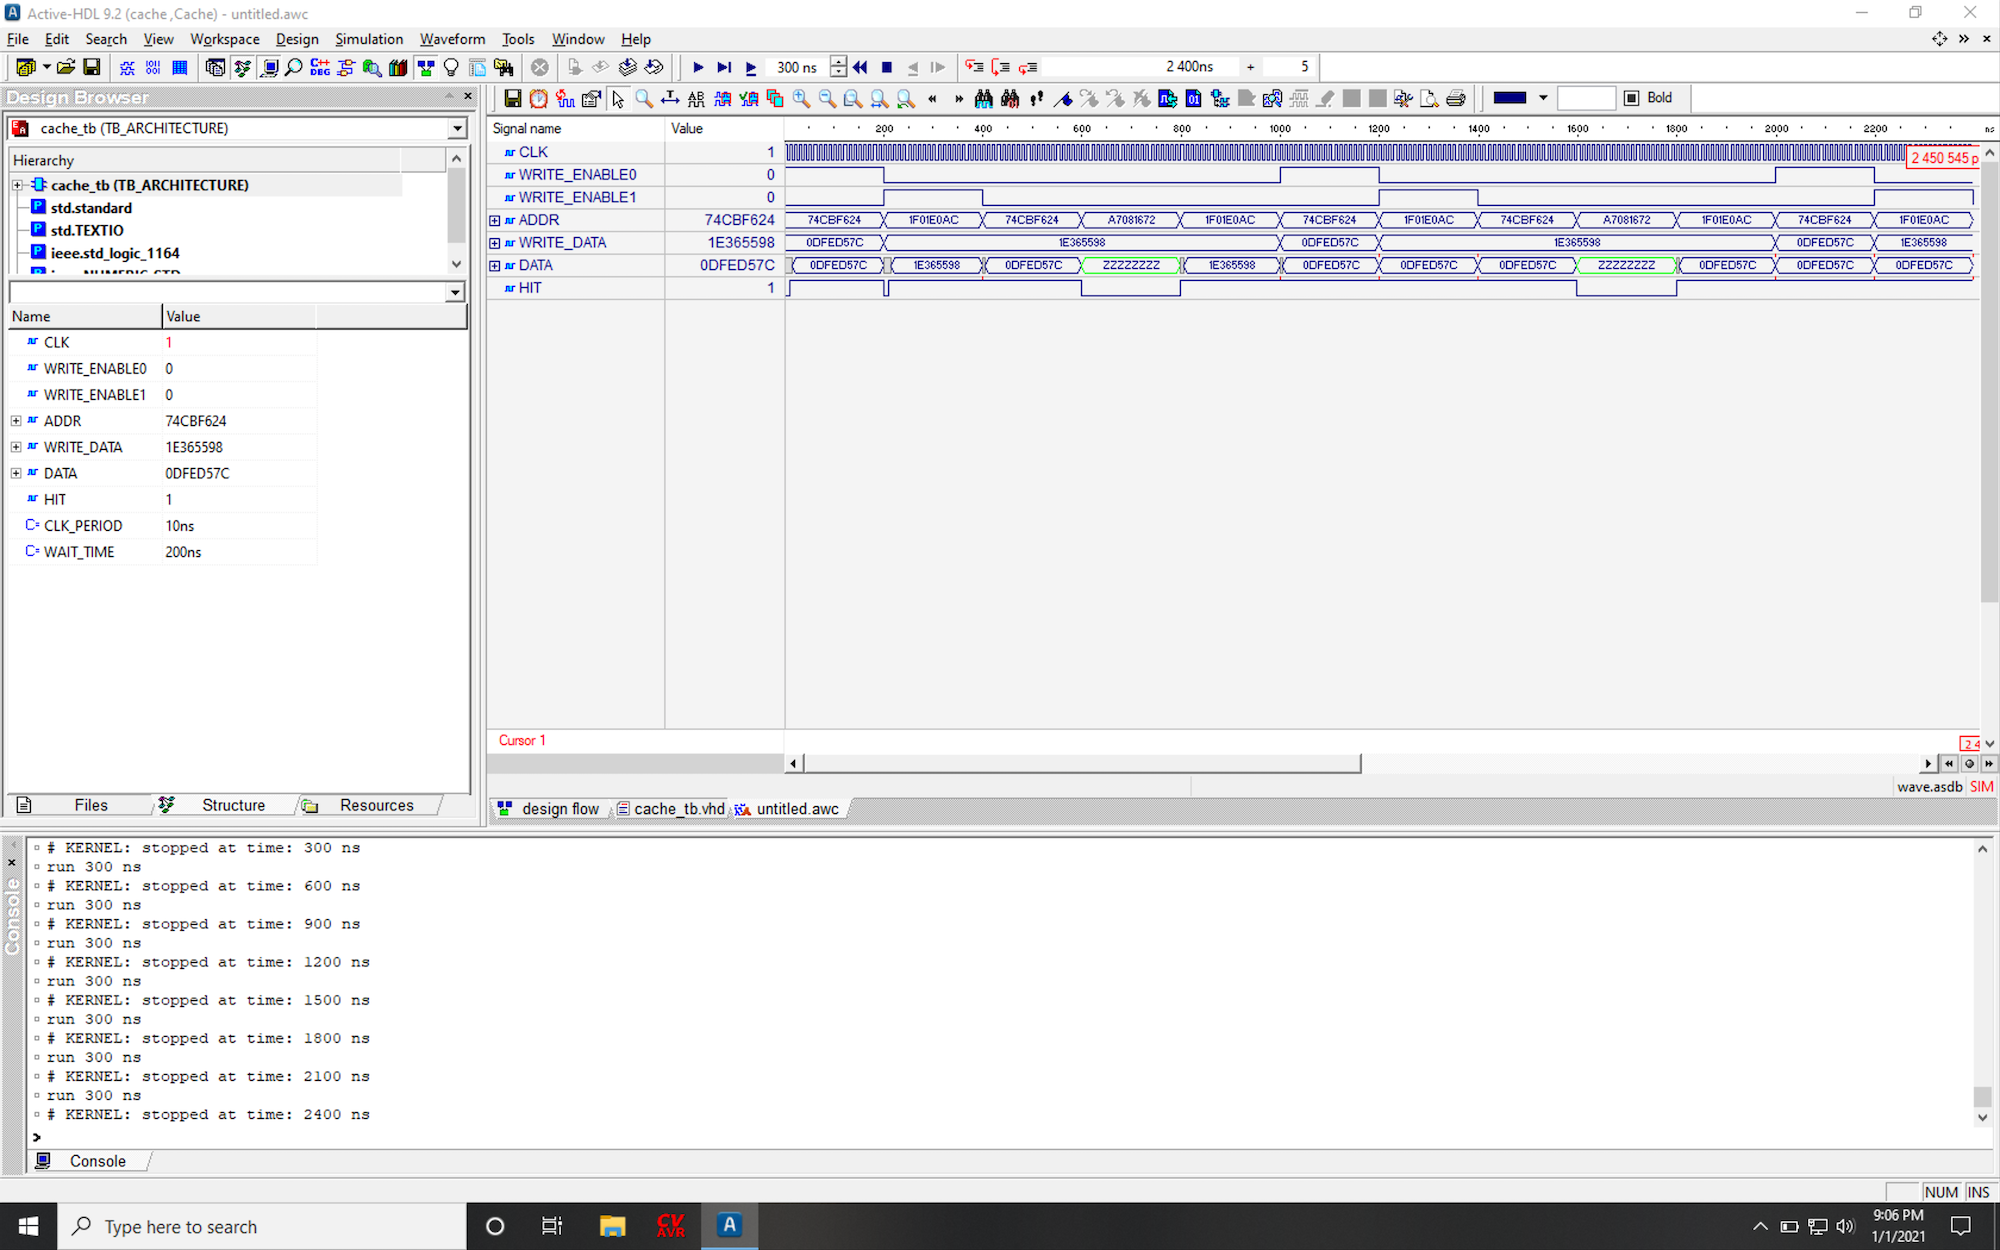 Active-HDL 9.2 (cache ,Cache) - untitled.awc
File Edit Search View Workspace Design Simulation Waveform Tools Window Help
300 ns 2 400ns + 5
Design Browser
Bold
cache_tb (TB_ARCHITECTURE)
Hierarchy
cache_tb (TB_ARCHITECTURE)
std.standard
std.TEXTIO
ieee.std_logic_1164
Name Value
CLK 1
WRITE_ENABLE0 0
WRITE_ENABLE1 0
ADDR 74CBF624
WRITE_DATA 1E365598
DATA 0DFED57C
HIT 1
CLK_PERIOD 10ns
WAIT_TIME 200ns
Files Structure Resources
Signal name Value 200 400 600 800 1000 1200 1400 1600 1800 2000 2200 ns
CLK 1 2 450 545 p
WRITE_ENABLE0 0
WRITE_ENABLE1 0
ADDR 74CBF624 74CBF624 1F01E0AC 74CBF624 A7081672 1F01E0AC 74CBF624 1F01E0AC 74CBF624 A7081672 1F01E0AC 74CBF624 1F01E0AC
WRITE_DATA 1E365598 0DFED57C 1E365598 0DFED57C 1E365598 0DFED57C 1E365598
DATA 0DFED57C 0DFED57C 1E365598 0DFED57C ZZZZZZZZ 1E365598 0DFED57C 0DFED57C 0DFED57C ZZZZZZZZ 0DFED57C 0DFED57C 0DFED57C
HIT 1
Cursor 1 2 4
wave.asdb SIM
design flow cache_tb.vhd untitled.awc
Console
# KERNEL: stopped at time: 300 ns
run 300 ns
# KERNEL: stopped at time: 600 ns
run 300 ns
# KERNEL: stopped at time: 900 ns
run 300 ns
# KERNEL: stopped at time: 1200 ns
run 300 ns
# KERNEL: stopped at time: 1500 ns
run 300 ns
# KERNEL: stopped at time: 1800 ns
run 300 ns
# KERNEL: stopped at time: 2100 ns
run 300 ns
# KERNEL: stopped at time: 2400 ns
>
Console
NUM INS
Type here to search
CV AVR
A
9:06 PM
1/1/2021